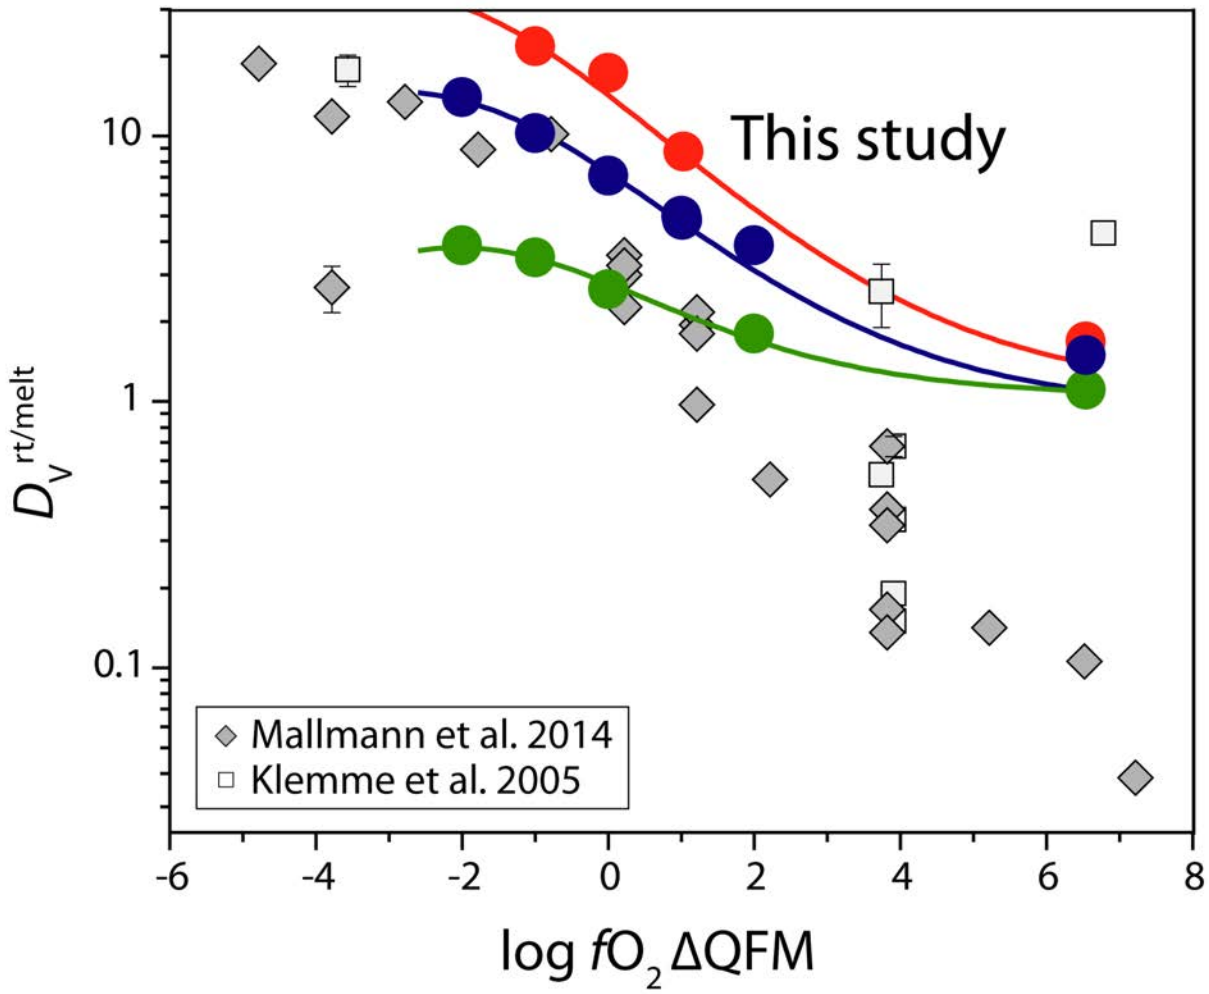 10
1
0.1
D_V^rt/melt
This study
Mallmann et al. 2014
Klemme et al. 2005
-6 -4 -2 0 2 4 6 8
log fO₂ ΔQFM